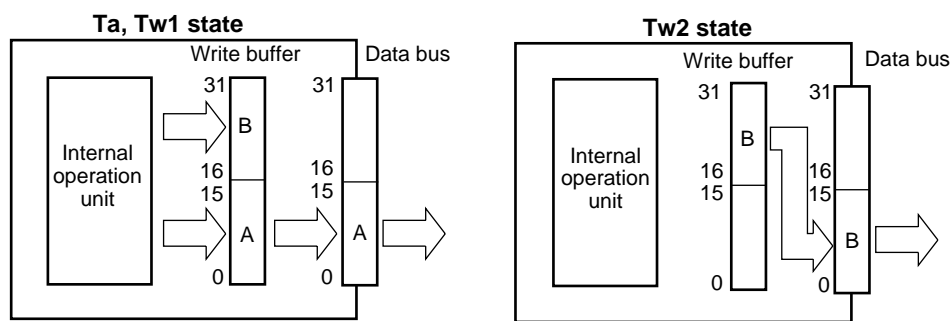 Ta, Tw1 state
Write buffer
Data bus
31
31
B
Internal
operation
unit
16
15
16
15
A
A
0
0
Tw2 state
Write buffer
Data bus
31
31
B
Internal
operation
unit
16
15
16
15
B
0
0